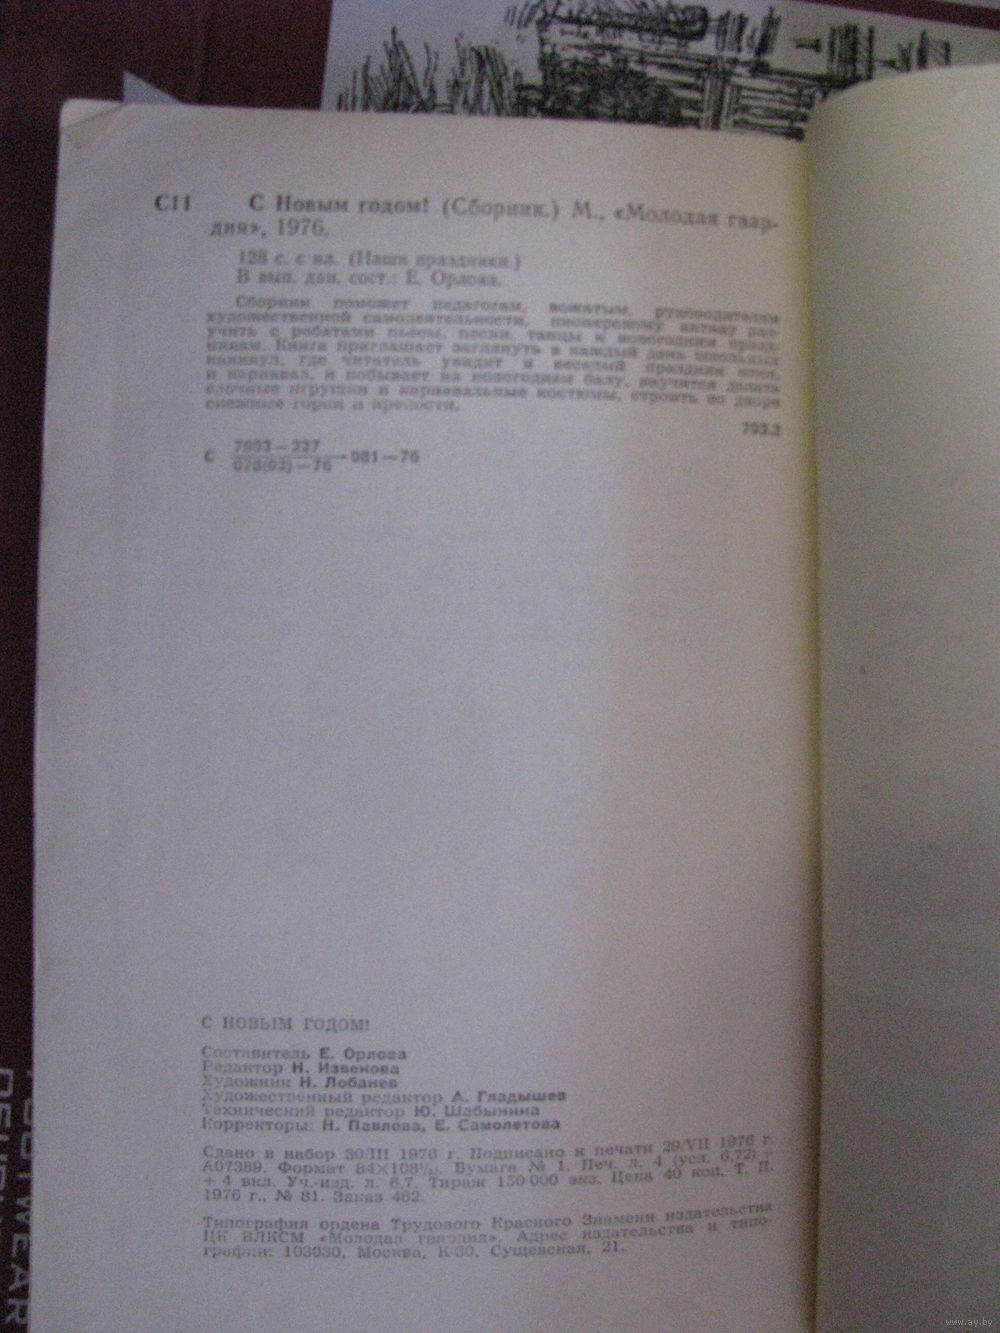 С11 С Новым годом! (Сборник.) М., «Молодая гвар-
дия», 1976.
128 с. с ил. (Наши праздники.)
В вып. дан. сост.: Е. Орлова.
Сборник поможет педагогам, вожатым, руководителям
художественной самодеятельности, пионерскому активу раз-
учить с ребятами пьесы, песни, танцы к новогодним празд-
никам. Книга приглашает заглянуть в каждый день школьных
каникул, где читатель увидит и веселый праздник елки,
и карнавал, и побывает на новогоднем балу, научится делать
елочные игрушки и карнавальные костюмы, строить во дворе
снежные горки и крепости.
793.2
С 7803—237
078(02)—76 081—76
С НОВЫМ ГОДОМ!
Составитель Е. Орлова
Редактор Н. Извекова
Художник Н. Лобанев
Художественный редактор А. Гладышев
Технический редактор Ю. Шабынина
Корректоры: Н. Павлова, Е. Самолетова
Сдано в набор 30/III 1976 г. Подписано к печати 29/VII 1976 г.
А07389. Формат 84×108¹/₃₂. Бумага № 1. Печ. л. 4 (усл. 6,72) +
+ 4 вкл. Уч.-изд. л. 6,7. Тираж 150 000 экз. Цена 40 коп. Т. П.
1976 г., № 81. Заказ 462.
Типография ордена Трудового Красного Знамени издательства
ЦК ВЛКСМ «Молодая гвардия». Адрес издательства и типо-
графии: 103030, Москва, К-30, Сущевская, 21.
www.ay.by